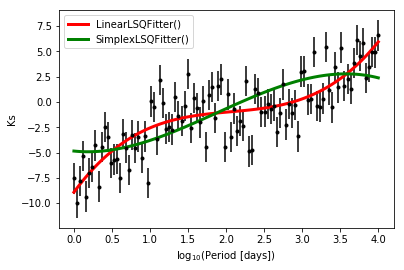 LinearLSQFitter()
SimplexLSQFitter()
7.5
5.0
2.5
0.0
−2.5
−5.0
−7.5
−10.0
Ks
0.0 0.5 1.0 1.5 2.0 2.5 3.0 3.5 4.0
log₁₀(Period [days])